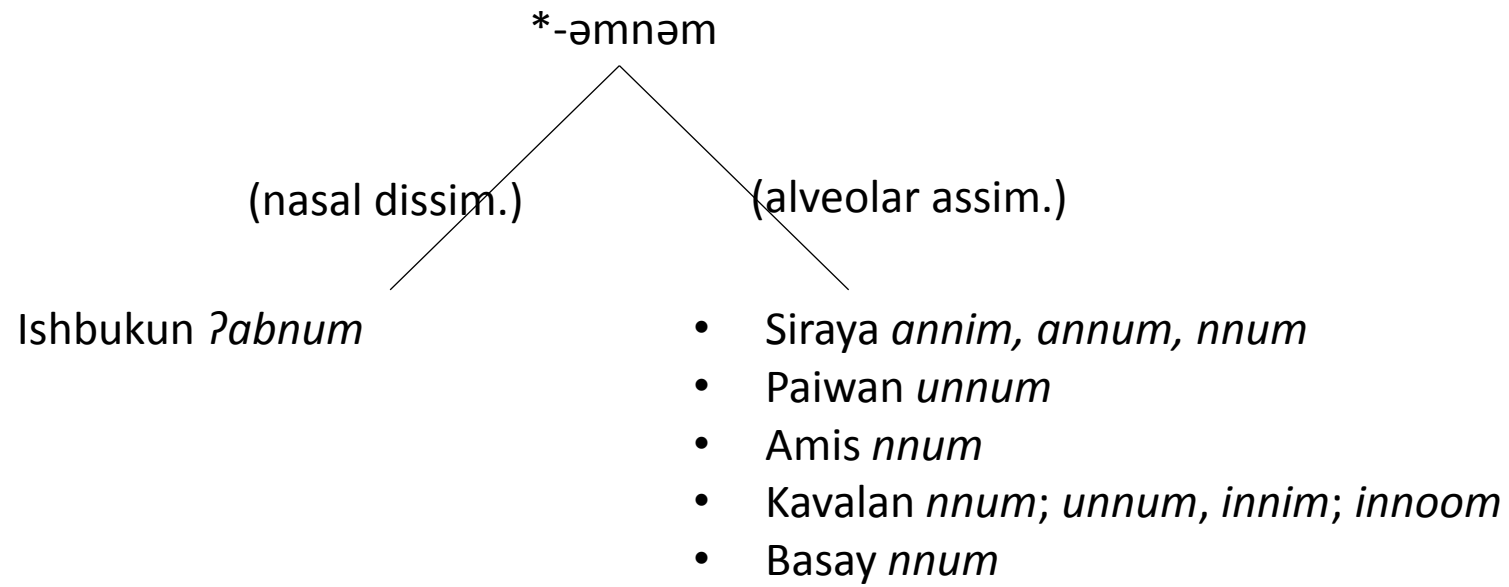 *-əmnəm
(nasal dissim.) (alveolar assim.)
Ishbukun ʔabnum
• Siraya annim, annum, nnum
• Paiwan unnum
• Amis nnum
• Kavalan nnum; unnum, innim; innoom
• Basay nnum